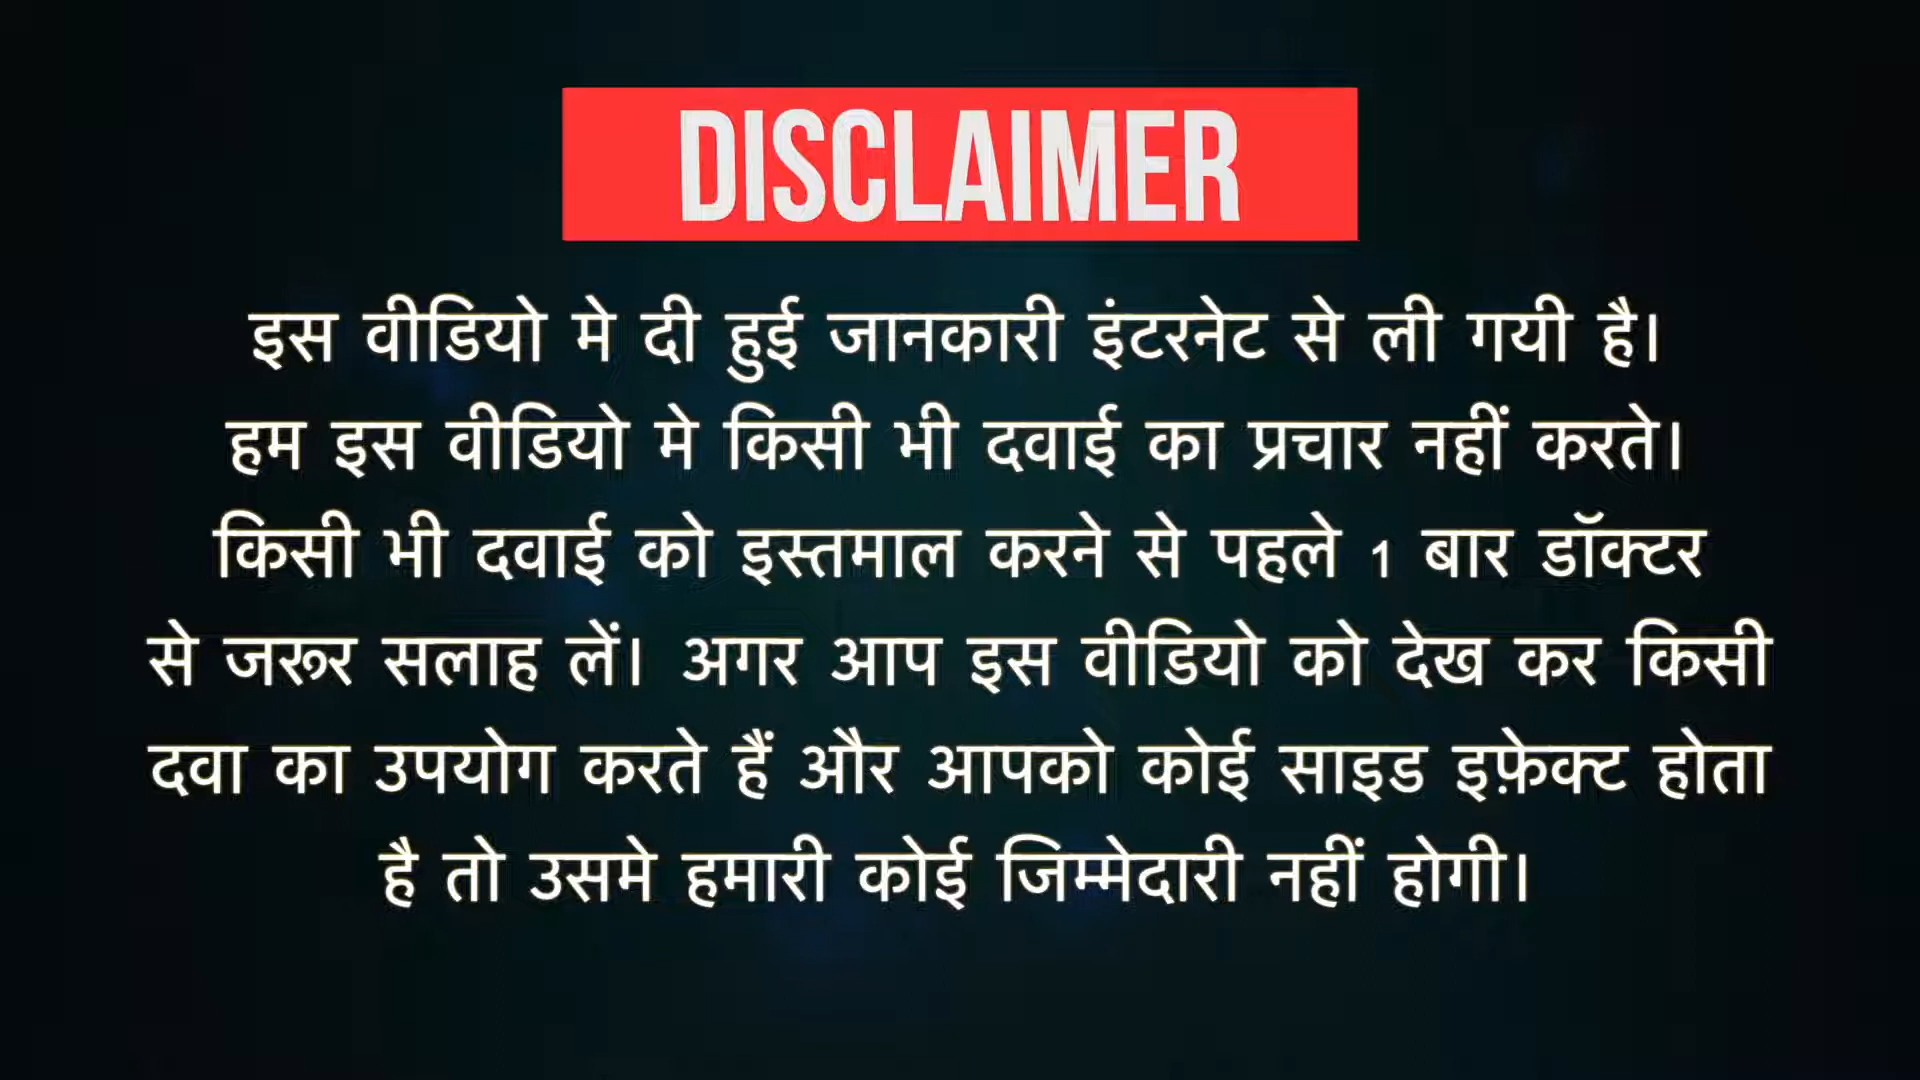 DISCLAIMER
इस वीडियो मे दी हुई जानकारी इंटरनेट से ली गयी है।
हम इस वीडियो मे किसी भी दवाई का प्रचार नहीं करते।
किसी भी दवाई को इस्तमाल करने से पहले 1 बार डॉक्टर
से जरूर सलाह लें। अगर आप इस वीडियो को देख कर किसी
दवा का उपयोग करते हैं और आपको कोई साइड इफ़ेक्ट होता
है तो उसमे हमारी कोई जिम्मेदारी नहीं होगी।